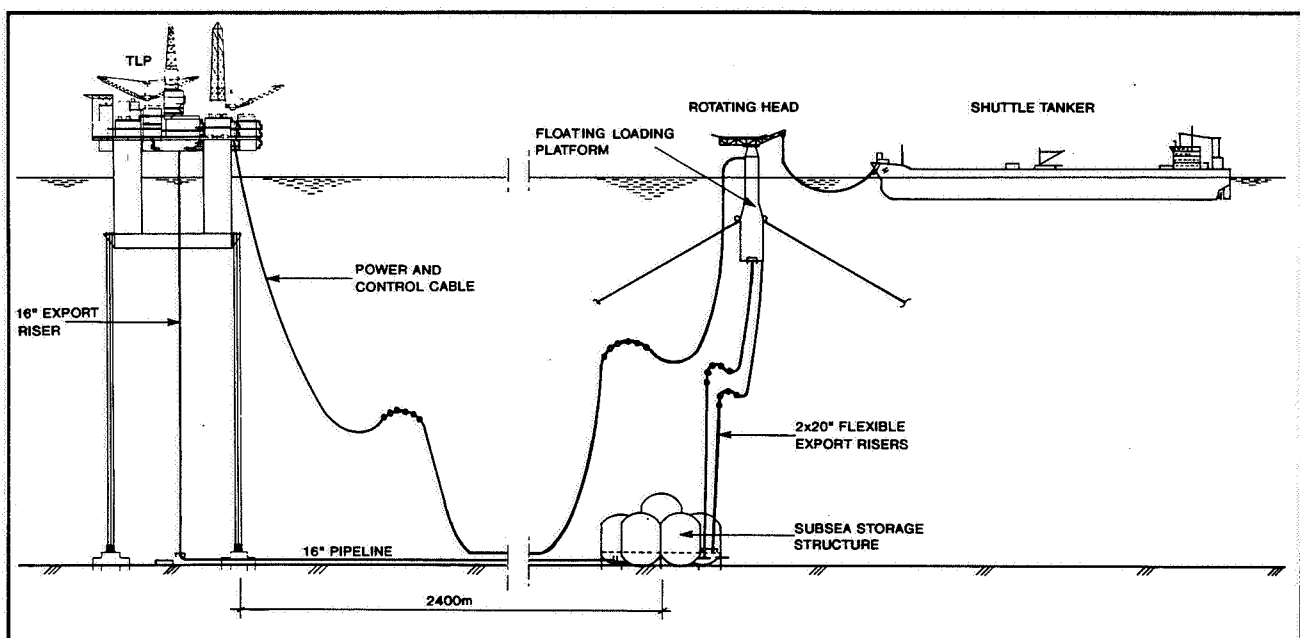 TLP
ROTATING HEAD
SHUTTLE TANKER
FLOATING LOADING
PLATFORM
POWER AND
CONTROL CABLE
16" EXPORT
RISER
2x20" FLEXIBLE
EXPORT RISERS
SUBSEA STORAGE
STRUCTURE
16" PIPELINE
2400m